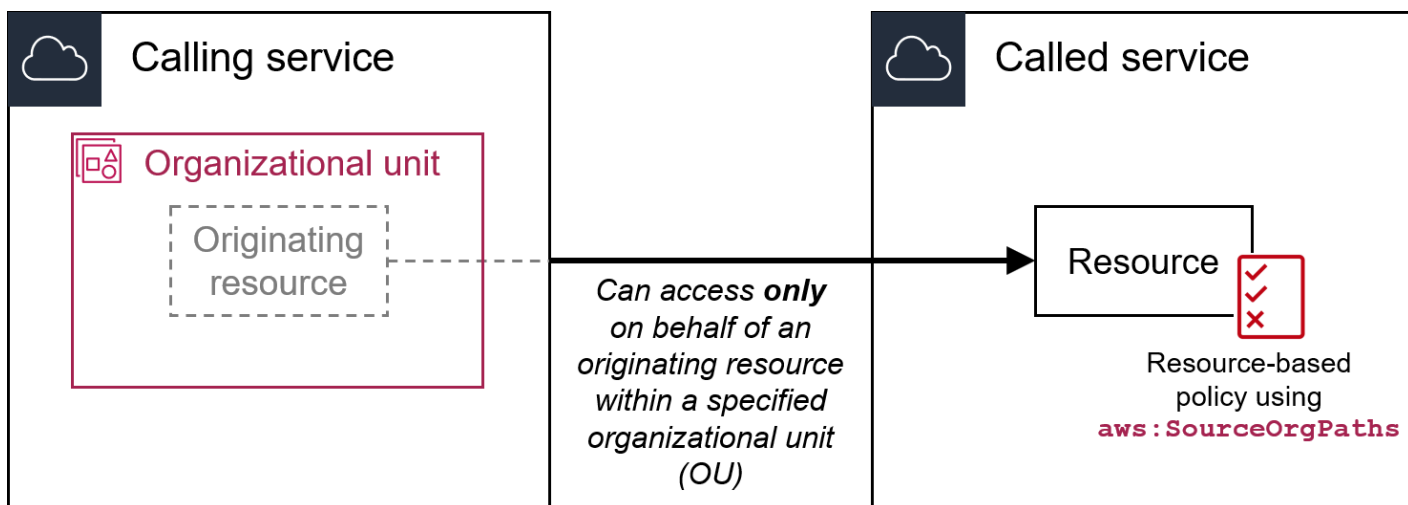 Calling service
Organizational unit
Originating
resource
Can access only
on behalf of an
originating resource
within a specified
organizational unit
(OU)
Called service
Resource
Resource-based
policy using
aws:SourceOrgPaths